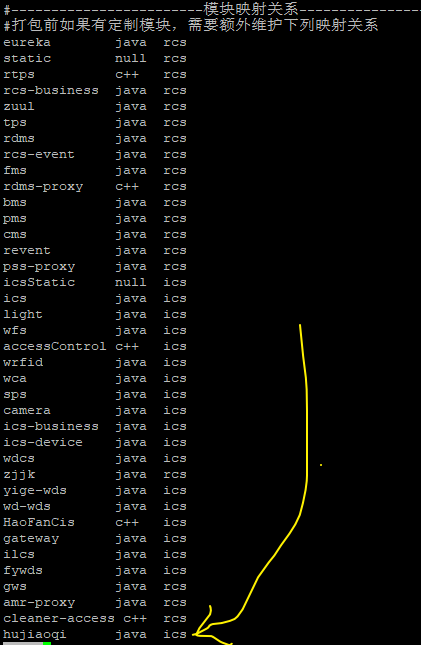 #------------------------模块映射关系----------------
#打包前如果有定制模块，需要额外维护下列映射关系
eureka java rcs
static null rcs
rtps c++ rcs
rcs-business java rcs
zuul java rcs
tps java rcs
rdms java rcs
rcs-event java rcs
fms java rcs
rdms-proxy c++ rcs
bms java rcs
pms java rcs
cms java rcs
revent java rcs
pss-proxy java rcs
icsStatic null ics
ics java ics
light java ics
wfs java ics
accessControl c++ ics
wrfid java ics
wca java ics
sps java ics
camera java ics
ics-business java ics
ics-device java ics
wdcs java ics
zjjk java rcs
yige-wds java ics
wd-wds java ics
HaoFanCis c++ ics
gateway java ics
ilcs java ics
fywds java ics
gws java rcs
amr-proxy java rcs
cleaner-access c++ rcs
hujiaoqi java ics